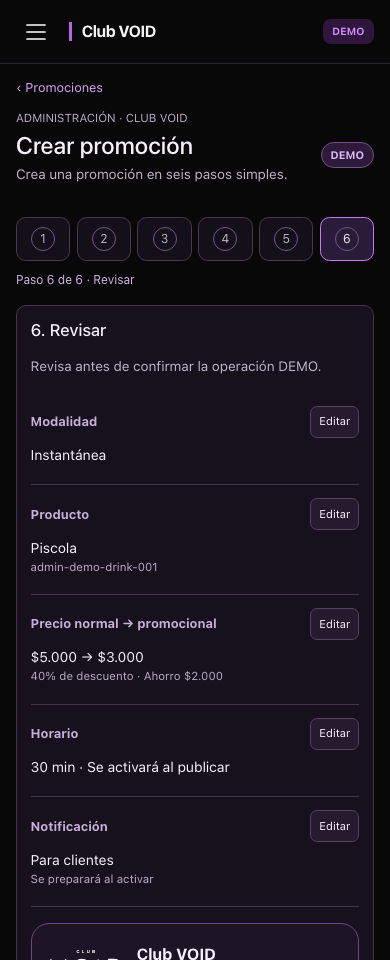 Club VOID
DEMO
‹ Promociones
ADMINISTRACIÓN · CLUB VOID
Crear promoción
DEMO
Crea una promoción en seis pasos simples.
1 2 3 4 5 6
Paso 6 de 6 · Revisar
6. Revisar
Revisa antes de confirmar la operación DEMO.
Modalidad
Editar
Instantánea
Producto
Editar
Piscola
admin-demo-drink-001
Precio normal → promocional
Editar
$5.000 → $3.000
40% de descuento · Ahorro $2.000
Horario
Editar
30 min · Se activará al publicar
Notificación
Editar
Para clientes
Se preparará al activar
CLUB
Club VOID